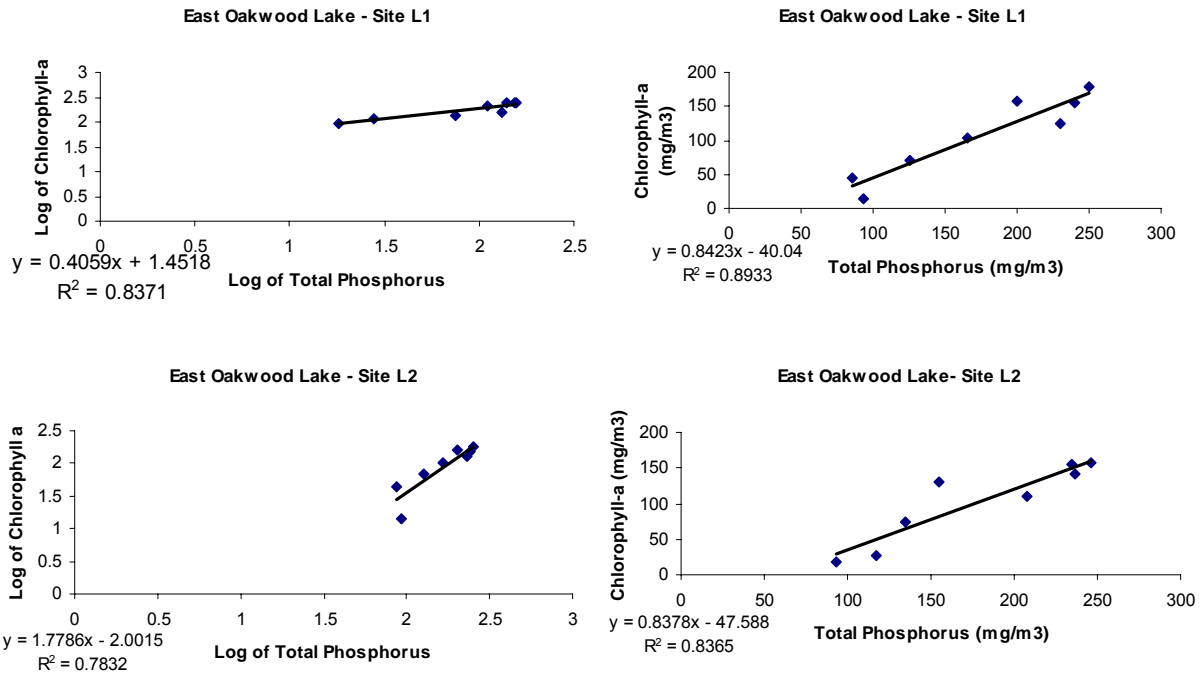 East Oakwood Lake - Site L1
Log of Chlorophyll-a
3
2.5
2
1.5
1
0.5
0
0 0.5 1 1.5 2 2.5
y = 0.4059x + 1.4518
R² = 0.8371
Log of Total Phosphorus
East Oakwood Lake - Site L1
Chlorophyll-a
(mg/m3)
200
150
100
50
0
0 50 100 150 200 250 300
y = 0.8423x - 40.04
R² = 0.8933
Total Phosphorus (mg/m3)
East Oakwood Lake - Site L2
Log of Chlorophyll a
2.5
2
1.5
1
0.5
0
0 0.5 1 1.5 2 2.5 3
y = 1.7786x - 2.0015
R² = 0.7832
Log of Total Phosphorus
East Oakwood Lake- Site L2
Chlorophyll-a (mg/m3)
200
150
100
50
0
0 50 100 150 200 250 300
y = 0.8378x - 47.588
R² = 0.8365
Total Phosphorus (mg/m3)